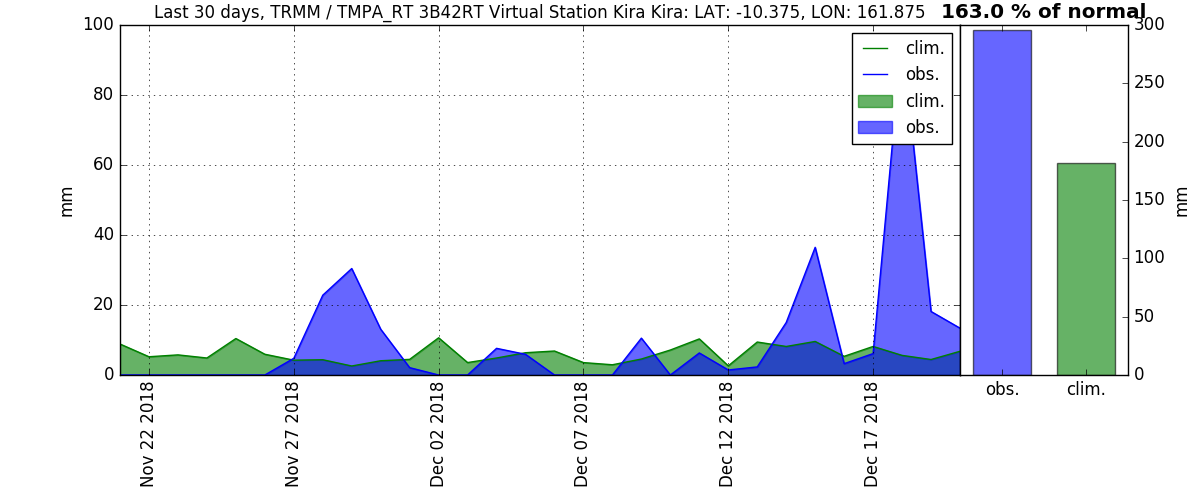 Last 30 days, TRMM / TMPA_RT 3B42RT Virtual Station Kira Kira: LAT: -10.375, LON: 161.875
163.0 % of normal
100
80
60
40
20
0
mm
clim.
obs.
clim.
obs.
300
250
200
150
100
50
0
mm
Nov 22 2018
Nov 27 2018
Dec 02 2018
Dec 07 2018
Dec 12 2018
Dec 17 2018
obs.
clim.